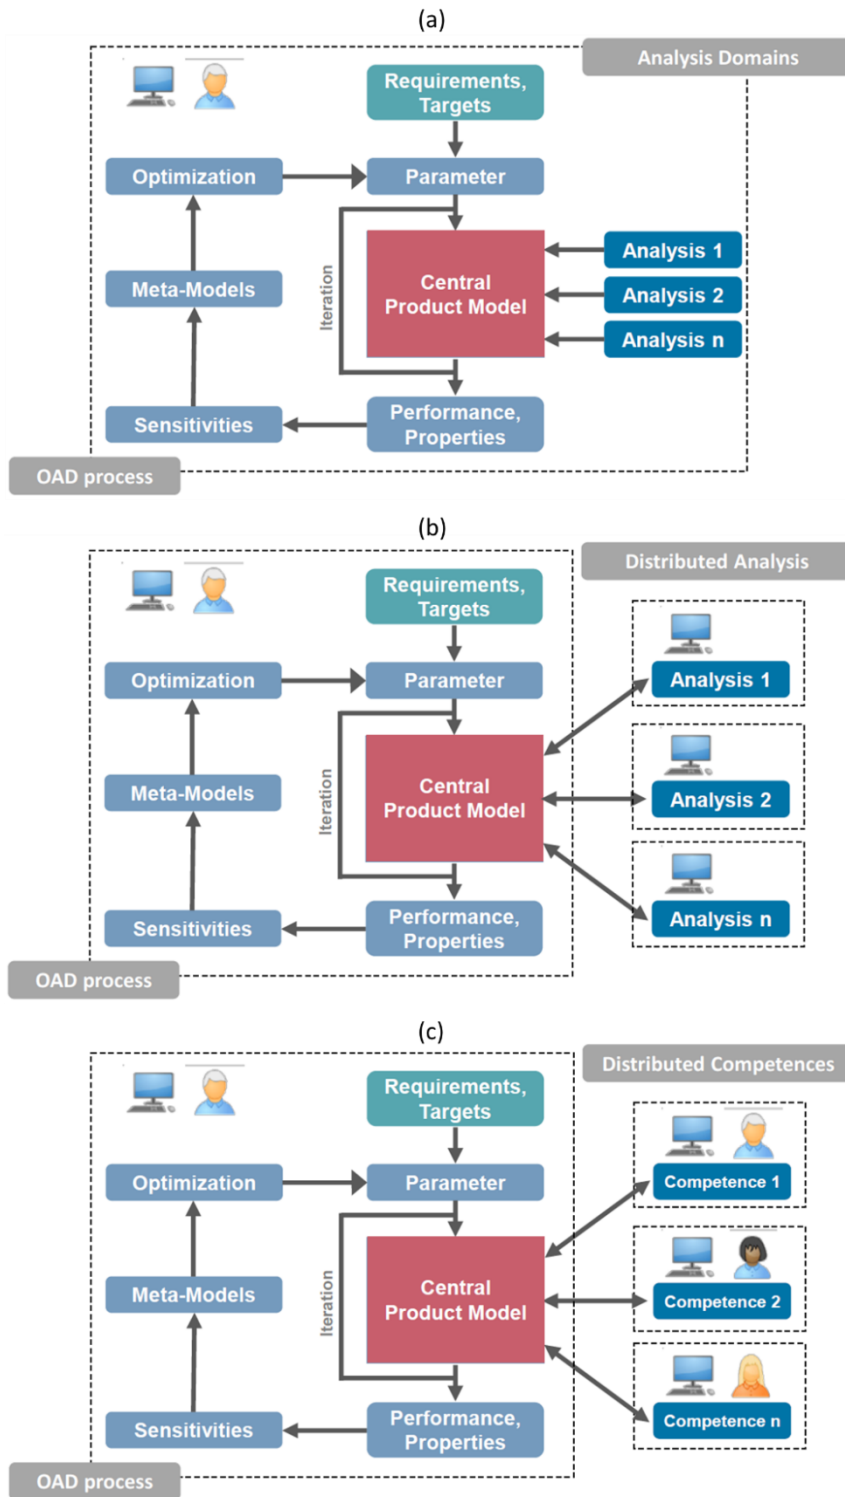 (a)
Analysis Domains
Requirements,
Targets
Optimization
Parameter
Analysis 1
Iteration
Central
Product Model
Meta-Models
Analysis 2
Analysis n
Performance,
Properties
Sensitivities
OAD process
(b)
Distributed Analysis
Requirements,
Targets
Optimization
Parameter
Analysis 1
Iteration
Central
Product Model
Meta-Models
Analysis 2
Performance,
Properties
Sensitivities
Analysis n
OAD process
(c)
Distributed Competences
Requirements,
Targets
Optimization
Parameter
Competence 1
Iteration
Central
Product Model
Meta-Models
Competence 2
Performance,
Properties
Sensitivities
Competence n
OAD process